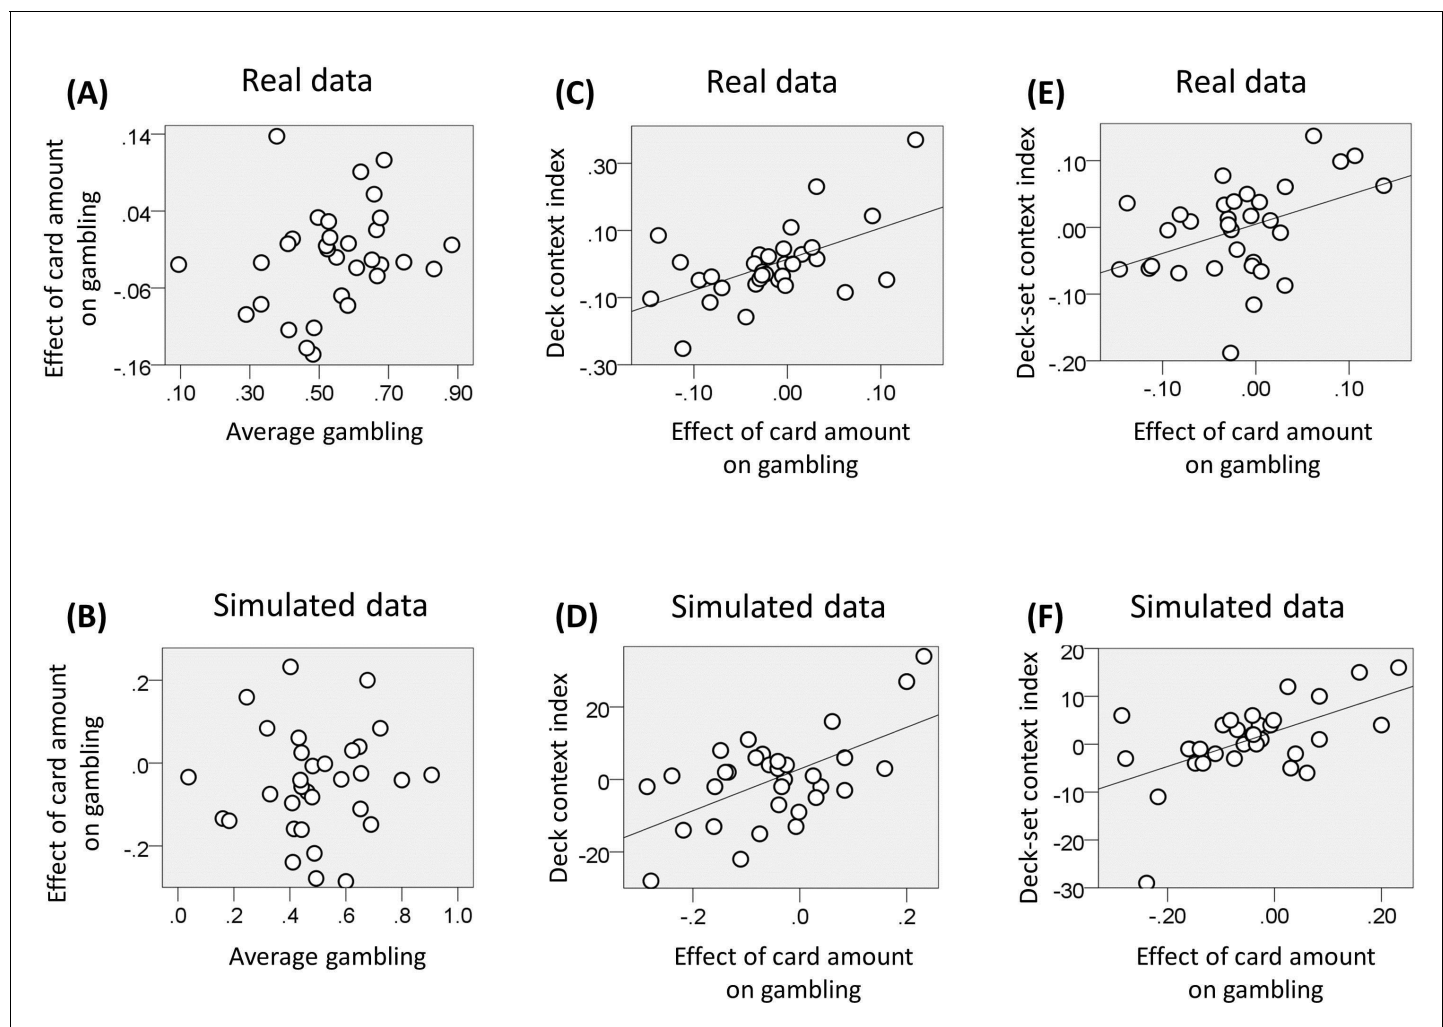 (A)
Real data
Effect of card amount
on gambling
.14
.04
-.06
-.16
.10 .30 .50 .70 .90
Average gambling
(C)
Real data
Deck context index
.30
.10
-.10
-.30
-.10 .00 .10
Effect of card amount
on gambling
(E)
Real data
Deck-set context index
.10
.00
-.10
-.20
-.10 .00 .10
Effect of card amount
on gambling
(B)
Simulated data
Effect of card amount
on gambling
.2
.0
-.2
.0 .2 .4 .6 .8 1.0
Average gambling
(D)
Simulated data
Deck context index
20
0
-20
-.2 .0 .2
Effect of card amount
on gambling
(F)
Simulated data
Deck-set context index
20
10
0
-10
-20
-30
-.20 .00 .20
Effect of card amount
on gambling